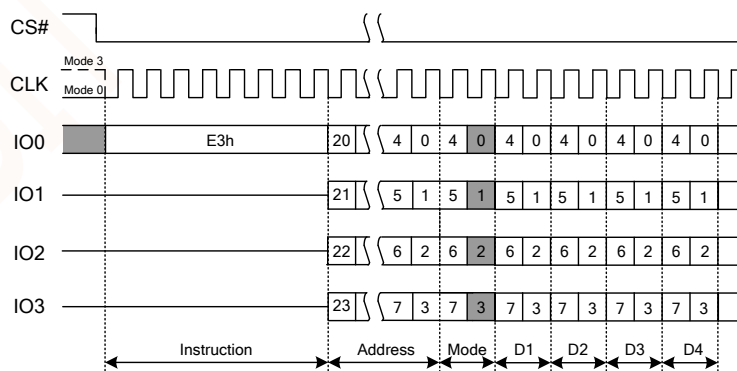 CS#
Mode 3
CLK
Mode 0
IO0 E3h 20 4 0 4 0 4 0 4 0 4 0 4 0
IO1 21 5 1 5 1 5 1 5 1 5 1 5 1
IO2 22 6 2 6 2 6 2 6 2 6 2 6 2
IO3 23 7 3 7 3 7 3 7 3 7 3 7 3
Instruction Address Mode D1 D2 D3 D4